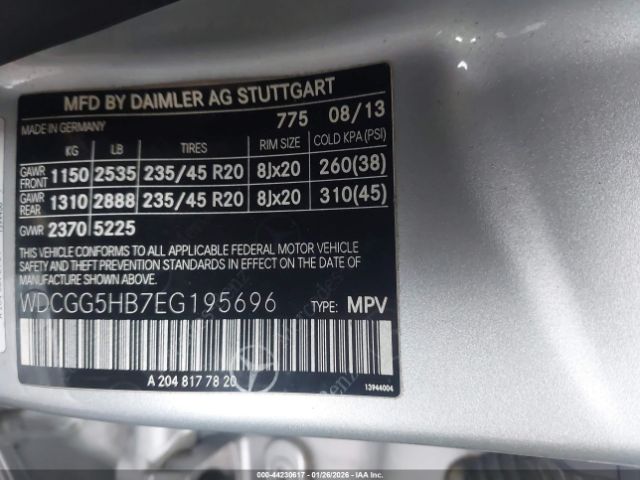 MFD BY DAIMLER AG STUTTGART
MADE IN GERMANY 775 08/13
KG LB TIRES RIM SIZE COLD KPA (PSI)
GAWR FRONT 1150 2535 235/45 R20 8Jx20 260(38)
GAWR REAR 1310 2888 235/45 R20 8Jx20 310(45)
GVWR 2370 5225
THIS VEHICLE CONFORMS TO ALL APPLICABLE FEDERAL MOTOR VEHICLE
SAFETY AND THEFT PREVENTION STANDARDS IN EFFECT ON THE DATE
OF MANUFACTURE SHOWN ABOVE.
WDCGG5HB7EG195696 TYPE: MPV
A 204 817 78 20
13944004
000-44230617 - 01/26/2026 - IAAI.com